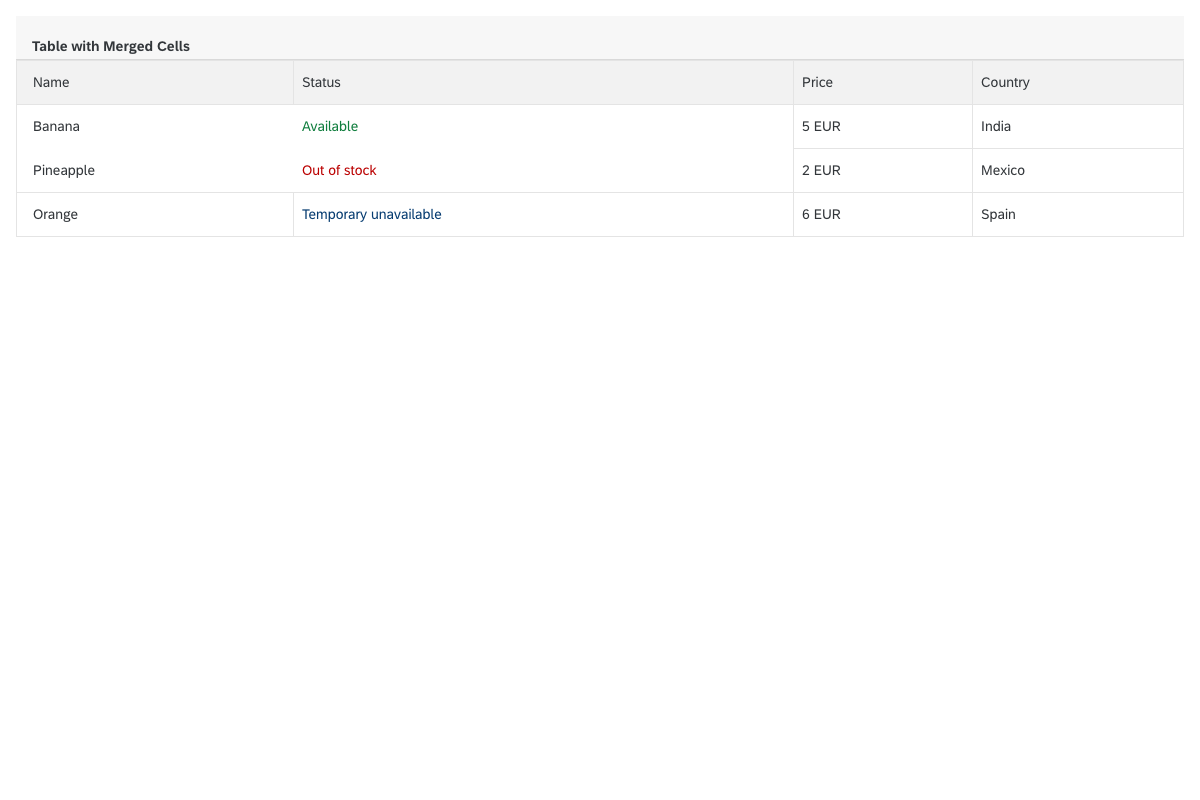 Table with Merged Cells
Name Status Price Country
Banana Available 5 EUR India
Pineapple Out of stock 2 EUR Mexico
Orange Temporary unavailable 6 EUR Spain